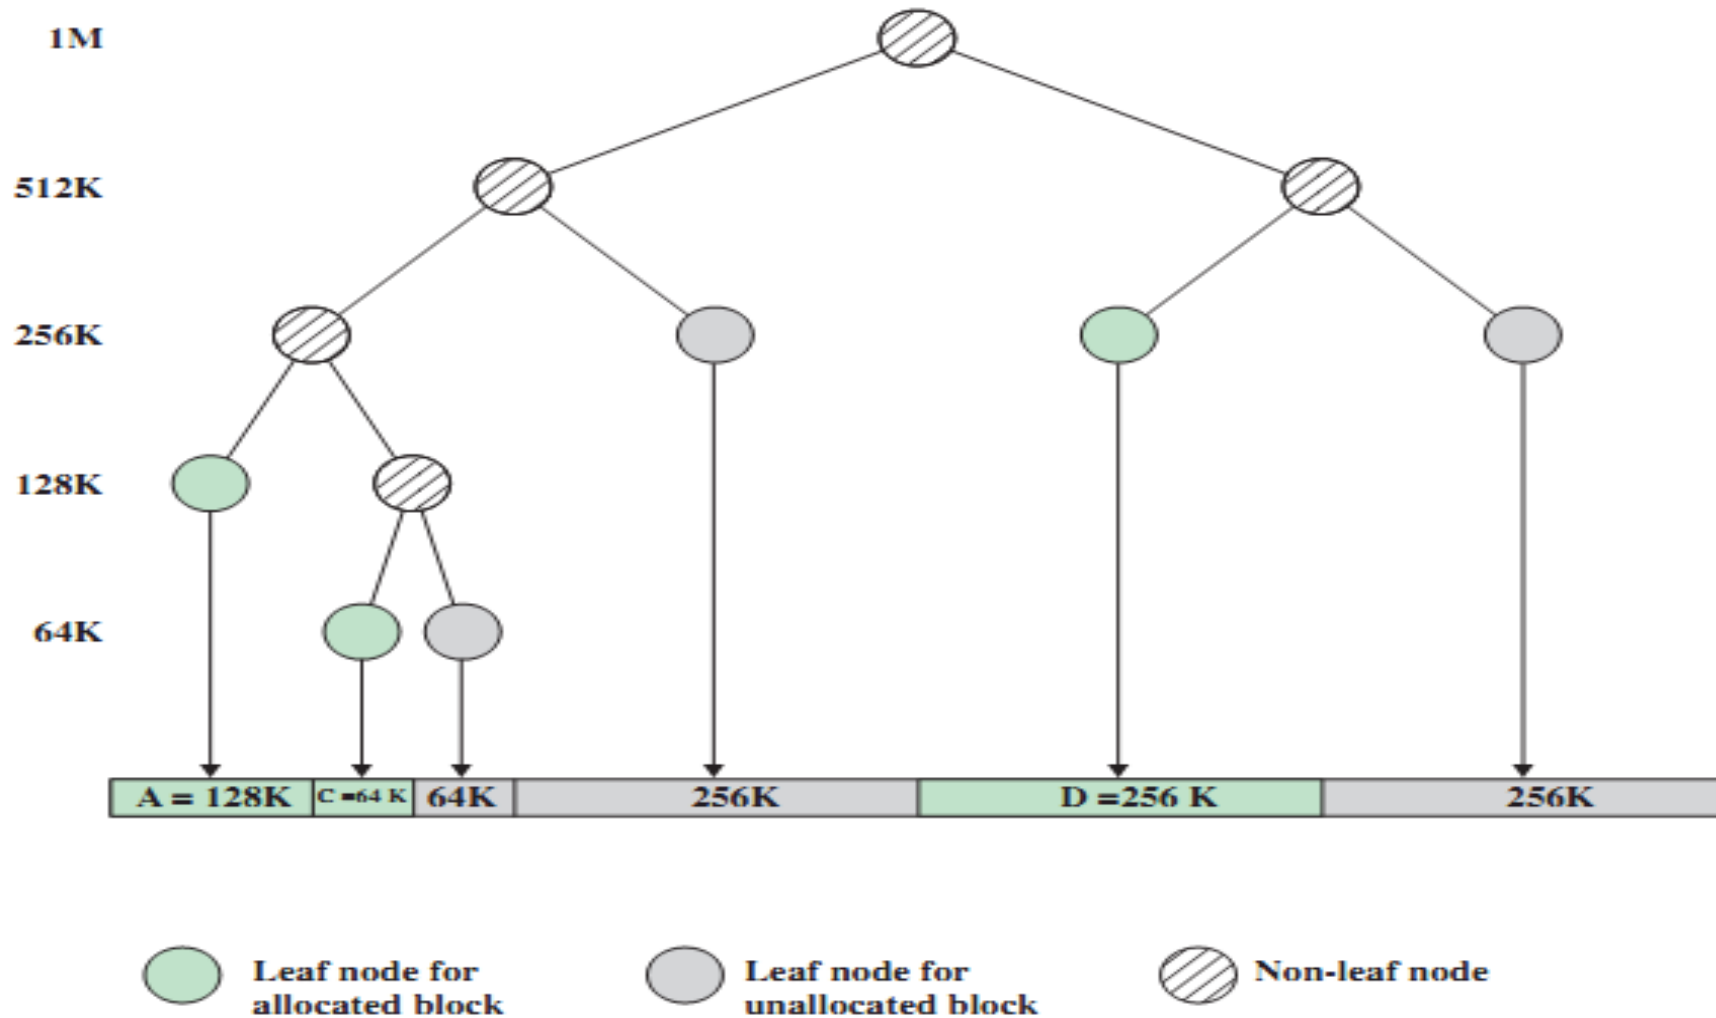 1M
512K
256K
128K
64K
A = 128K C =64 K 64K 256K D =256 K 256K
Leaf node for
allocated block
Leaf node for
unallocated block
Non-leaf node